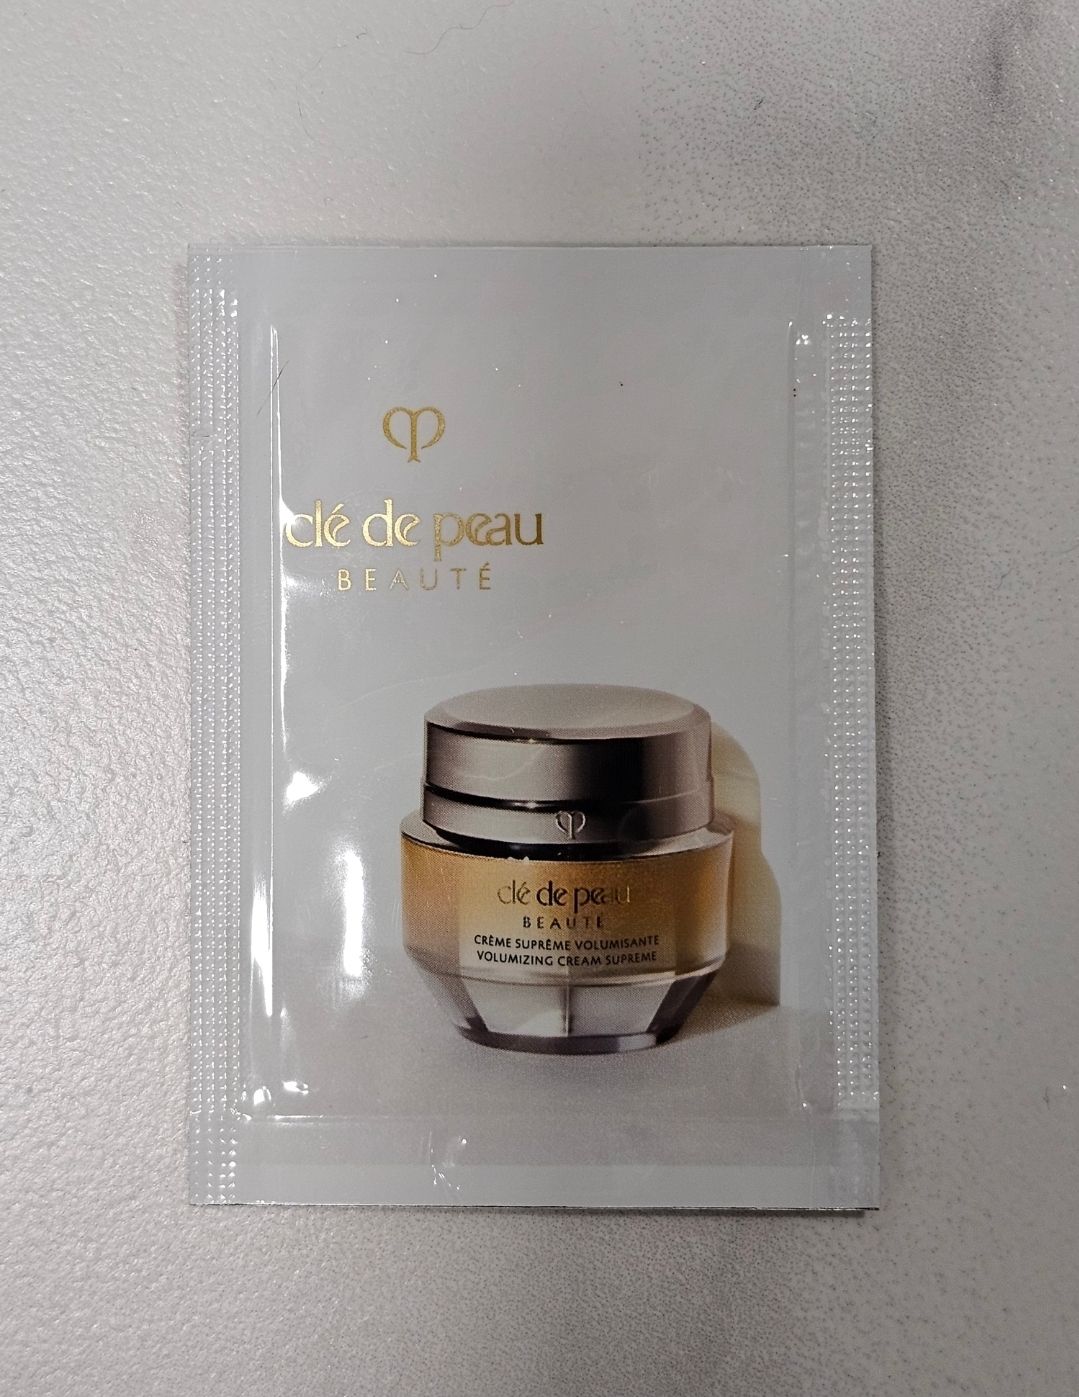 clé de peau
BEAUTÉ
clé de peau
BEAUTÉ
CRÈME SUPRÊME VOLUMISANTE
VOLUMIZING CREAM SUPREME